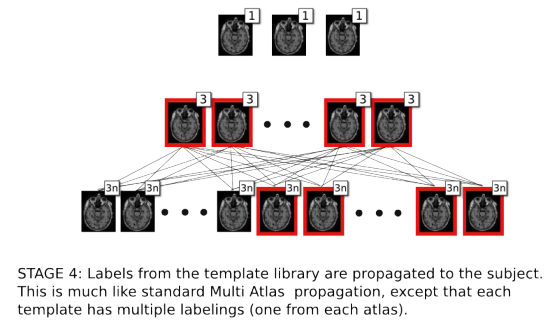 1 1 1
3 3 3 3
3n 3n 3n 3n 3n 3n 3n
STAGE 4: Labels from the template library are propagated to the subject.
This is much like standard Multi Atlas propagation, except that each
template has multiple labelings (one from each atlas).